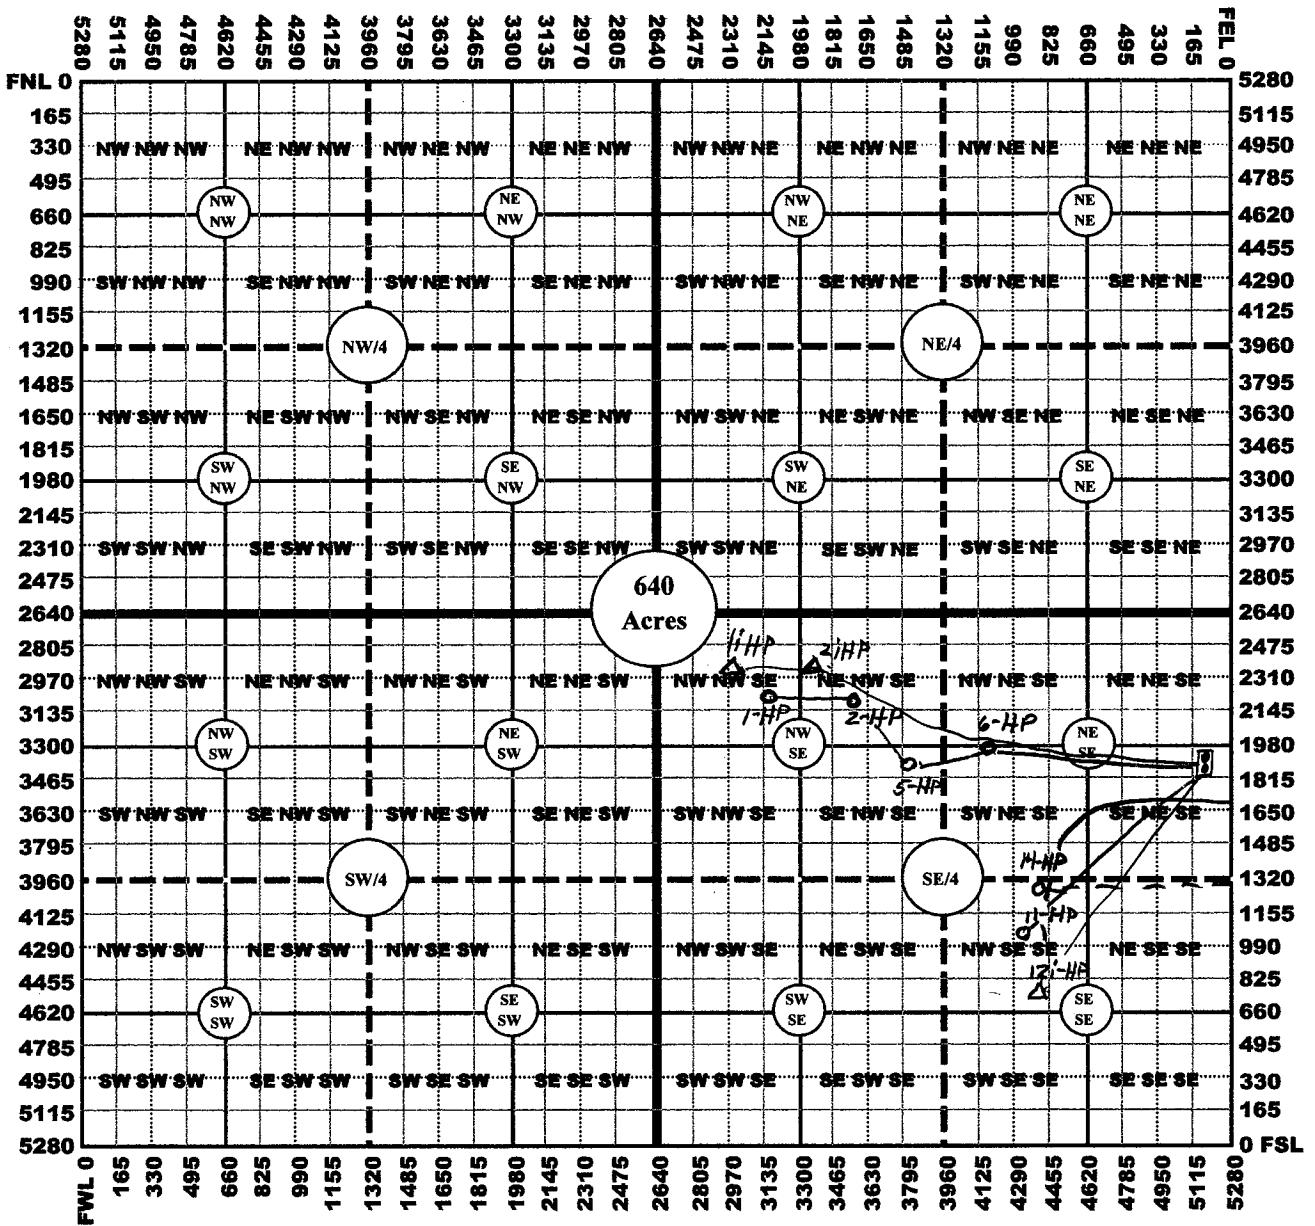 5280 5115 4950 4785 4620 4455 4290 4125 3960 3795 3630 3465 3300 3135 2970 2805 2640 2475 2310 2145 1980 1815 1650 1485 1320 1155 990 825 660 495 330 165 FEL 0
FNL 0 5280
165 5115
330 NW NW NW NE NW NW NW NE NW NE NE NW NW NW NE NE NW NE NW NE NE NE NE NE 4950
495 4785
NW NE NW NE
660 NW NW NE NE 4620
825 4455
990 SW NW NW SE NW NW SW NE NW SE NE NW SW NW NE SE NW NE SW NE NE SE NE NE 4290
1155 4125
1320 NW/4 NE/4 3960
1485 3795
1650 NW SW NW NE SW NW NW SE NW NE SE NW NW SW NE NE SW NE NW SE NE NE SE NE 3630
1815 3465
SW SE SW SE
1980 NW NW NE NE 3300
2145 3135
2310 SW SW NW SE SW NW SW SE NW SE SE NW SW SW NE SE SW NE SW SE NE SE SE NE 2970
2475 640 2805
2640 Acres 2640
2805 1iHP 2iHP 2475
2970 NW NW SW NE NW SW NW NE SW NE NE SW NW NW SE NE NW SE NW NE SE NE NE SE 2310
3135 1-HP 2-HP 6-HP 2145
NW NE NW NE
3300 SW SW SE SE 1980
3465 5-HP 1815
3630 SW NW SW SE NW SW SW NE SW SE NE SW SW NW SE SE NW SE SW NE SE SE NE SE 1650
3795 14-HP 1485
3960 SW/4 SE/4 1320
4125 11-HP 1155
4290 NW SW SW NE SW SW NW SE SW NE SE SW NW SW SE NE SW SE NW SE SE NE SE SE 990
4455 12i-HP 825
SW SE SW SE
4620 SW SW SE SE 660
4785 495
4950 SW SW SW SE SW SW SW SE SW SE SE SW SW SW SE SE SW SE SW SE SE SE SE SE 330
5115 165
5280 0 FSL
FWL 0 165 330 495 660 825 990 1155 1320 1485 1650 1815 1980 2145 2310 2475 2640 2805 2970 3135 3300 3465 3630 3795 3960 4125 4290 4455 4620 4785 4950 5115 5280